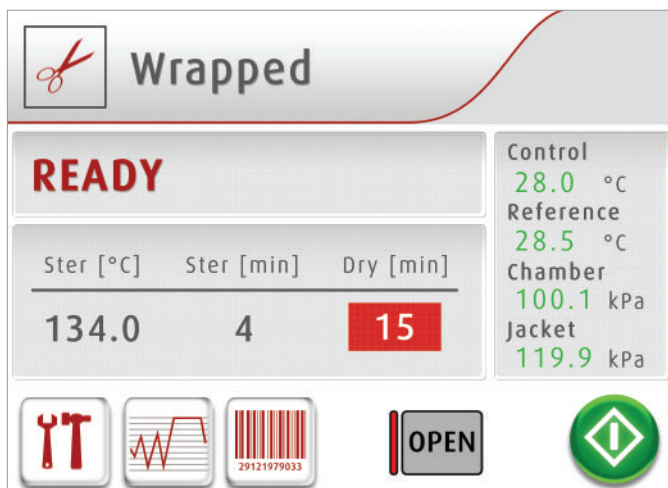 Wrapped
READY
Ster [°C] Ster [min] Dry [min]
134.0 4 15
Control
28.0 °C
Reference
28.5 °C
Chamber
100.1 kPa
Jacket
119.9 kPa
29121979033
OPEN